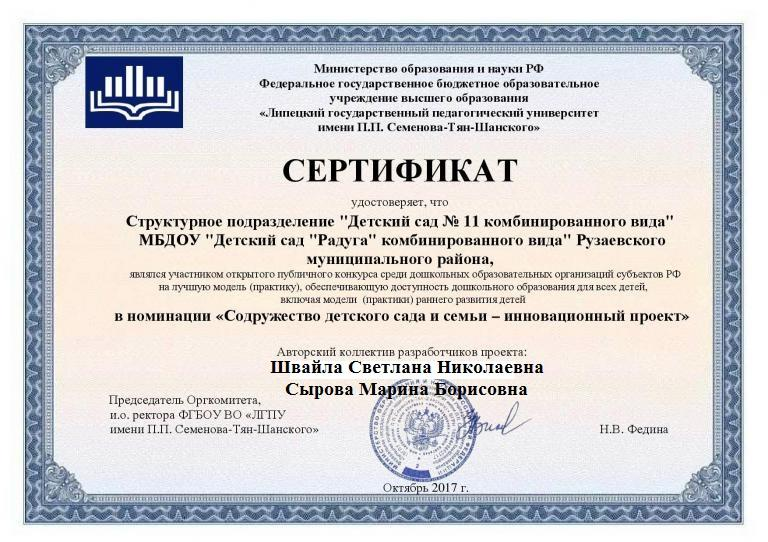 Министерство образования и науки РФ
Федеральное государственное бюджетное образовательное
учреждение высшего образования
«Липецкий государственный педагогический университет
имени П.П. Семенова-Тян-Шанского»
СЕРТИФИКАТ
удостоверяет, что
Структурное подразделение "Детский сад № 11 комбинированного вида"
МБДОУ "Детский сад "Радуга" комбинированного вида" Рузаевского
муниципального района,
являлся участником открытого публичного конкурса среди дошкольных образовательных организаций субъектов РФ
на лучшую модель (практику), обеспечивающую доступность дошкольного образования для всех детей,
включая модели (практики) раннего развития детей
в номинации «Содружество детского сада и семьи – инновационный проект»
Авторский коллектив разработчиков проекта:
Швайла Светлана Николаевна
Сырова Марина Борисовна
Председатель Оргкомитета,
и.о. ректора ФГБОУ ВО «ЛГПУ
имени П.П. Семенова-Тян-Шанского»
Н.В. Федина
Октябрь 2017 г.